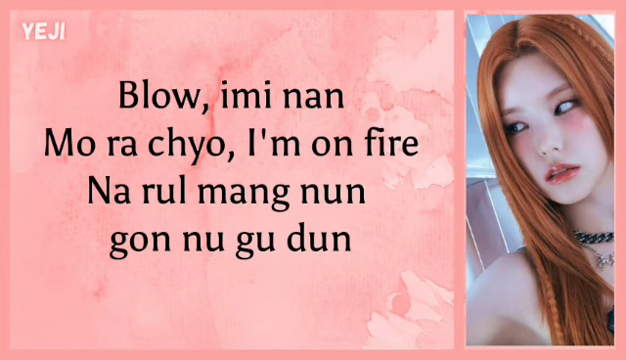 YEJI
Blow, imi nan
Mo ra chyo, I'm on fire
Na rul mang nun
gon nu gu dun